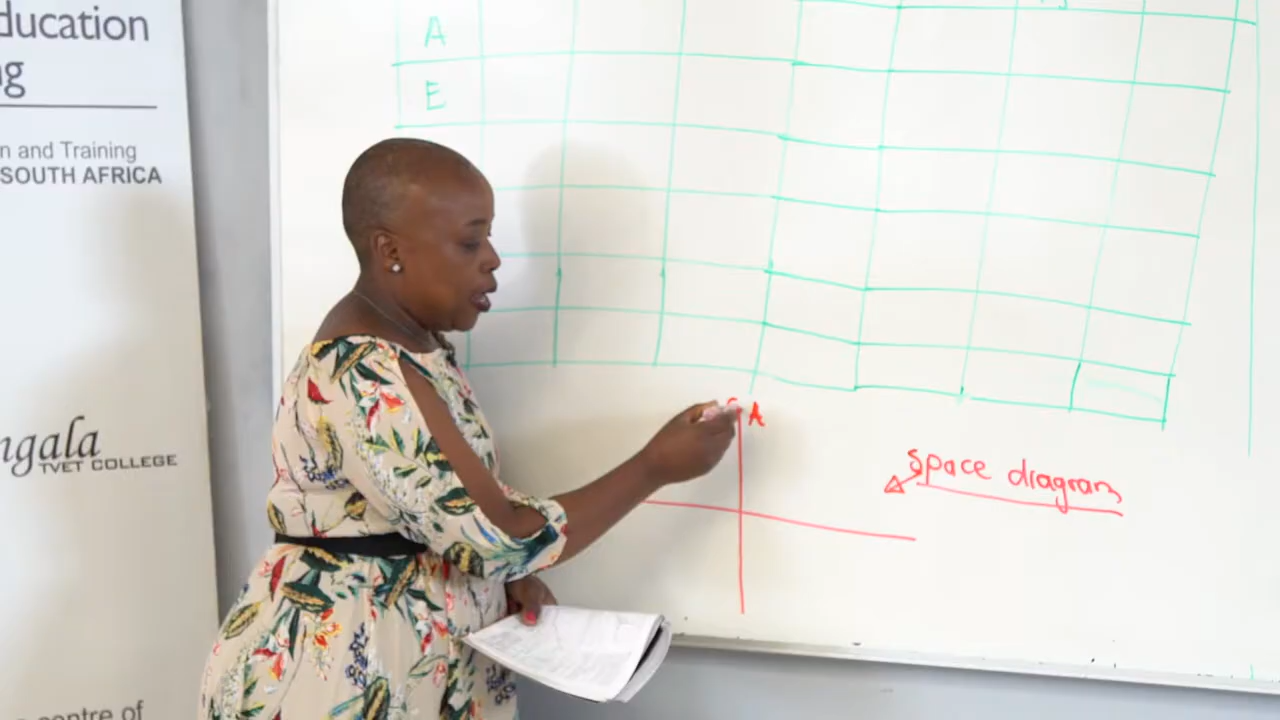 ducation
g
n and Training
SOUTH AFRICA
ngala
TVET COLLEGE
centre of
A
E
A
Space diagram